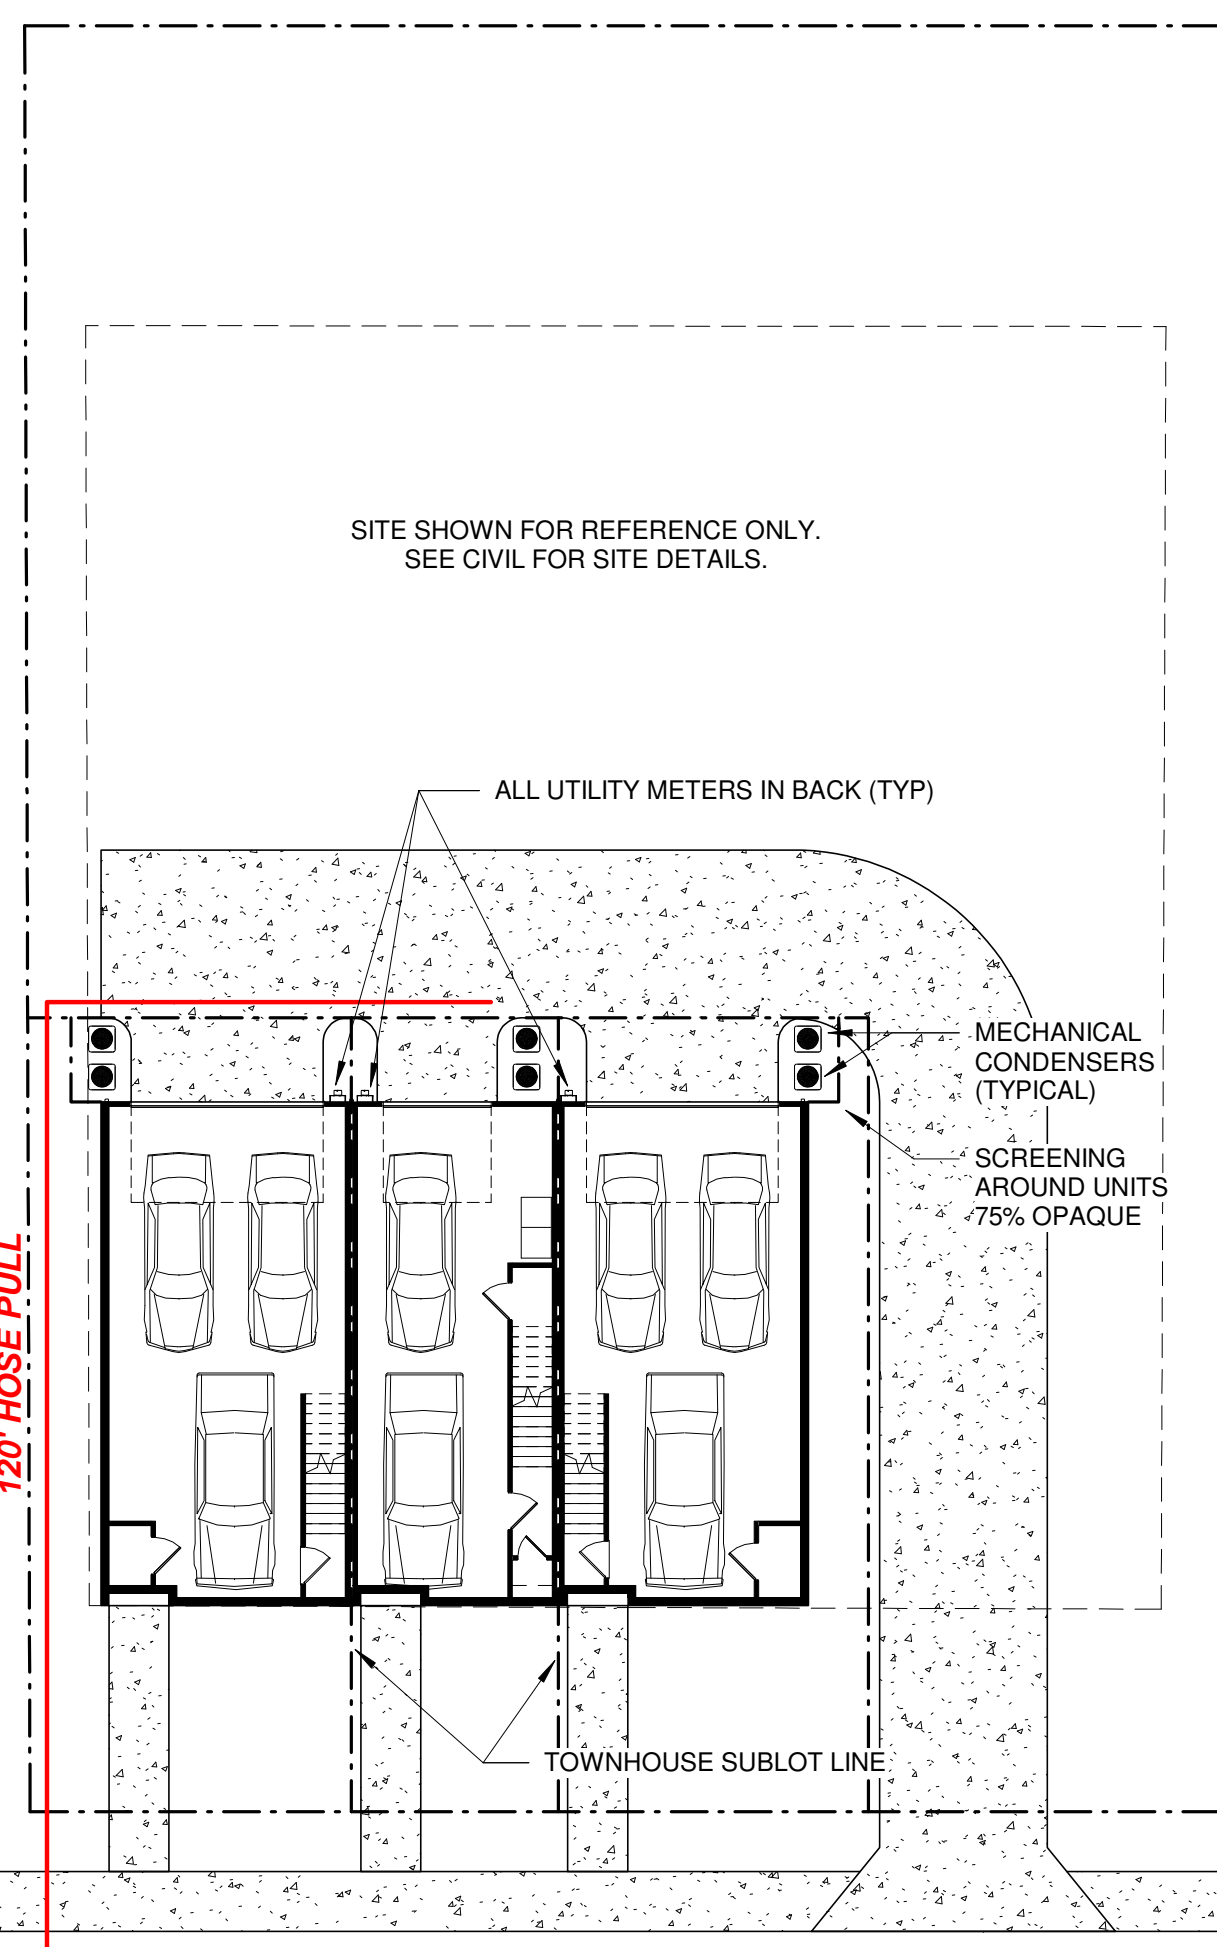 SITE SHOWN FOR REFERENCE ONLY.
SEE CIVIL FOR SITE DETAILS.
ALL UTILITY METERS IN BACK (TYP)
MECHANICAL
CONDENSERS
(TYPICAL)
SCREENING
AROUND UNITS
75% OPAQUE
120' HOSE PULL
TOWNHOUSE SUBLOT LINE